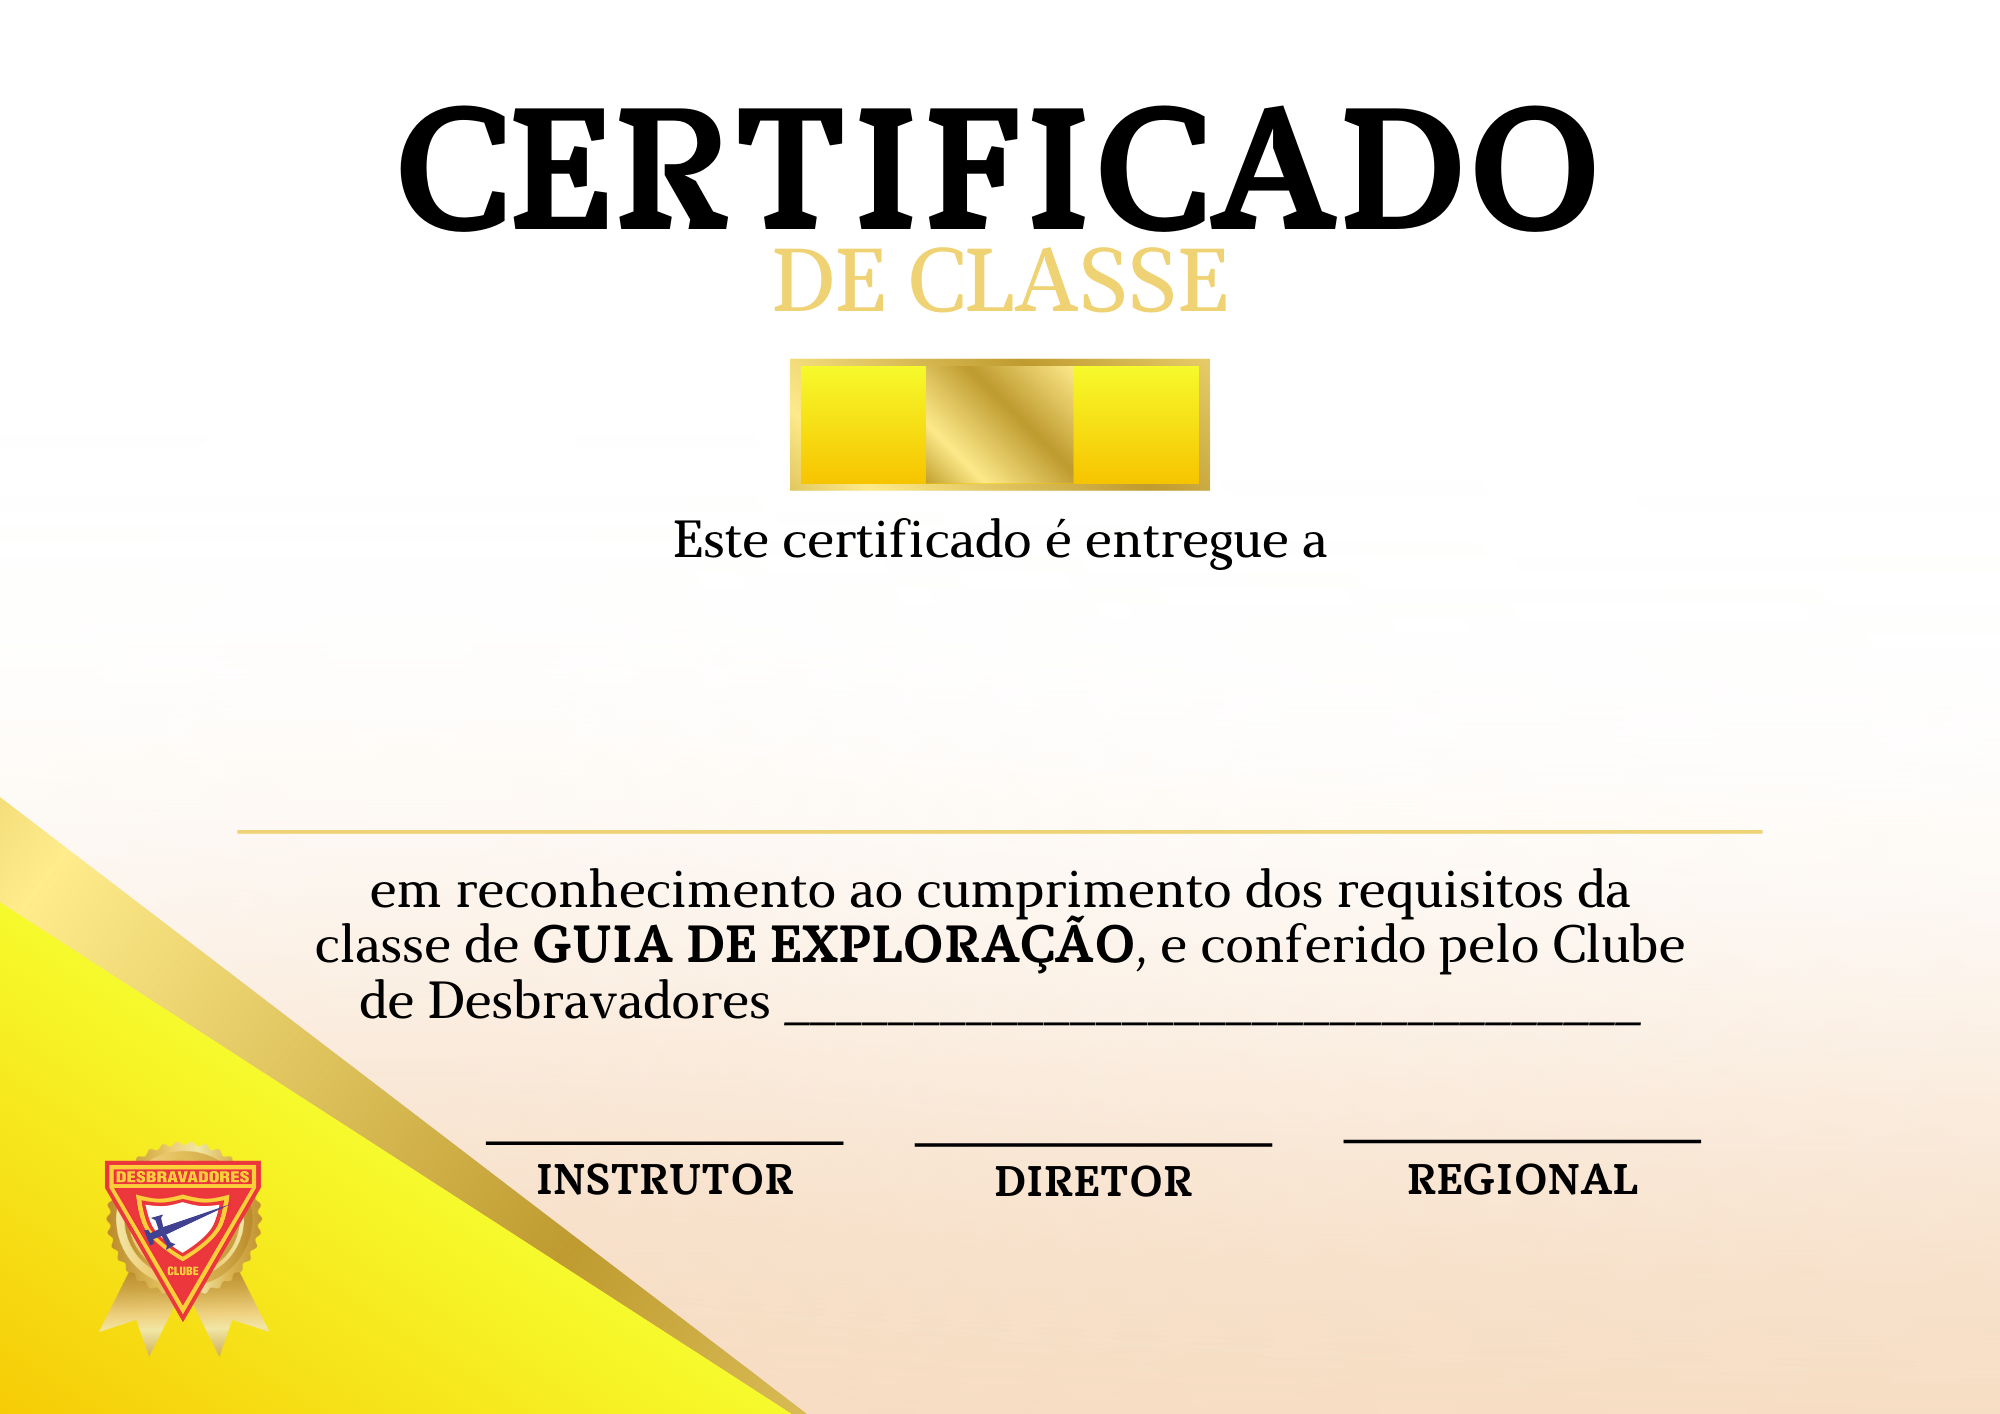 CERTIFICADO
DE CLASSE
Este certificado é entregue a
em reconhecimento ao cumprimento dos requisitos da
classe de GUIA DE EXPLORAÇÃO, e conferido pelo Clube
de Desbravadores _________________________________
INSTRUTOR
DIRETOR
REGIONAL
DESBRAVADORES
CLUBE